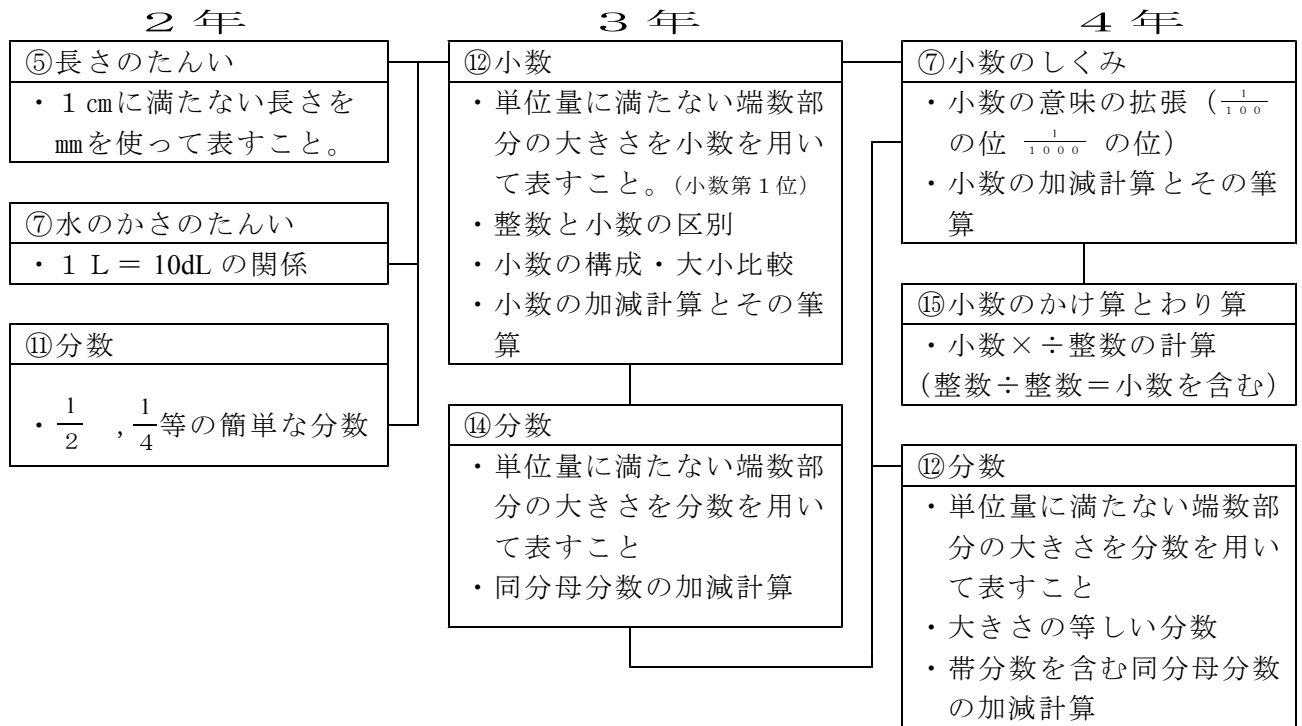 ２年
⑤長さのたんい
・１㎝に満たない長さを
㎜を使って表すこと。
⑦水のかさのたんい
・１L＝10dLの関係
⑪分数
・1/2 ,1/4等の簡単な分数
３年
⑫小数
・単位量に満たない端数部
分の大きさを小数を用い
て表すこと。（小数第１位）
・整数と小数の区別
・小数の構成・大小比較
・小数の加減計算とその筆
算
⑭分数
・単位量に満たない端数部
分の大きさを分数を用い
て表すこと
・同分母分数の加減計算
４年
⑦小数のしくみ
・小数の意味の拡張（1/100
の位 1/1000 の位）
・小数の加減計算とその筆
算
⑮小数のかけ算とわり算
・小数×÷整数の計算
（整数÷整数＝小数を含む）
⑫分数
・単位量に満たない端数部
分の大きさを分数を用い
て表すこと
・大きさの等しい分数
・帯分数を含む同分母分数
の加減計算